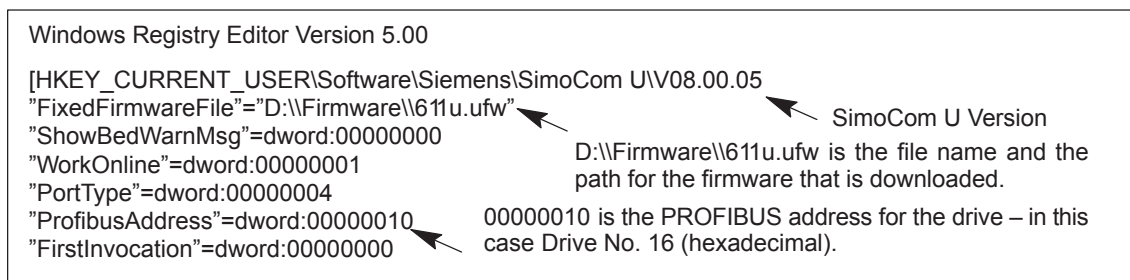 Windows Registry Editor Version 5.00
[HKEY_CURRENT_USER\Software\Siemens\SimoCom U\V08.00.05
”FixedFirmwareFile”=”D:\\Firmware\\611u.ufw”
”ShowBedWarnMsg”=dword:00000000
”WorkOnline”=dword:00000001
”PortType”=dword:00000004
”ProfibusAddress”=dword:00000010
”FirstInvocation”=dword:00000000
SimoCom U Version
D:\\Firmware\\611u.ufw is the file name and the
path for the firmware that is downloaded.
00000010 is the PROFIBUS address for the drive – in this
case Drive No. 16 (hexadecimal).